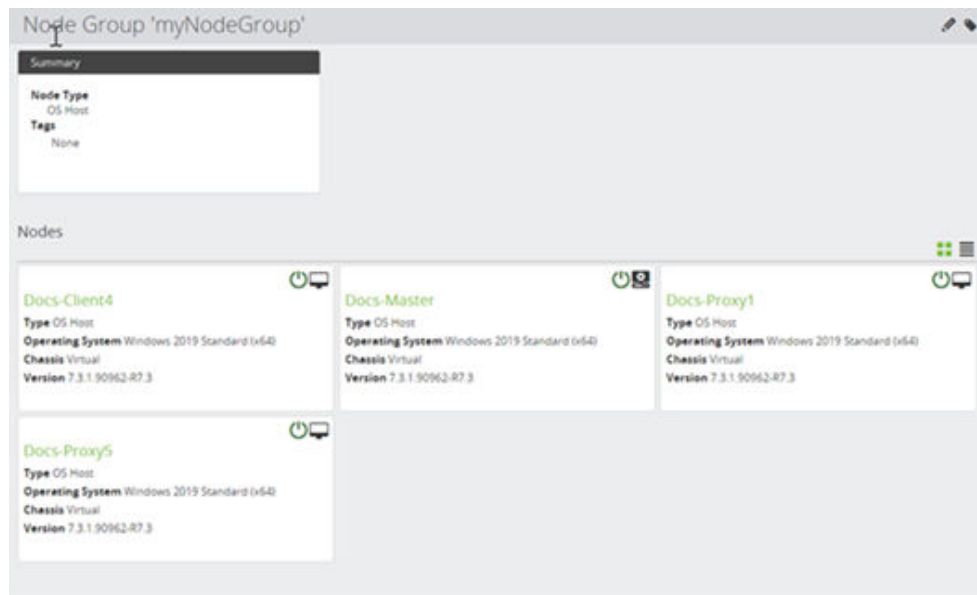 Node Group 'myNodeGroup'
Summary
Node Type
OS Host
Tags
None
Nodes
Docs-Client4
Type OS Host
Operating System Windows 2019 Standard (x64)
Chassis Virtual
Version 7.3.1.90962-R7.3
Docs-Master
Type OS Host
Operating System Windows 2019 Standard (x64)
Chassis Virtual
Version 7.3.1.90962-R7.3
Docs-Proxy1
Type OS Host
Operating System Windows 2019 Standard (x64)
Chassis Virtual
Version 7.3.1.90962-R7.3
Docs-Proxy5
Type OS Host
Operating System Windows 2019 Standard (x64)
Chassis Virtual
Version 7.3.1.90962-R7.3